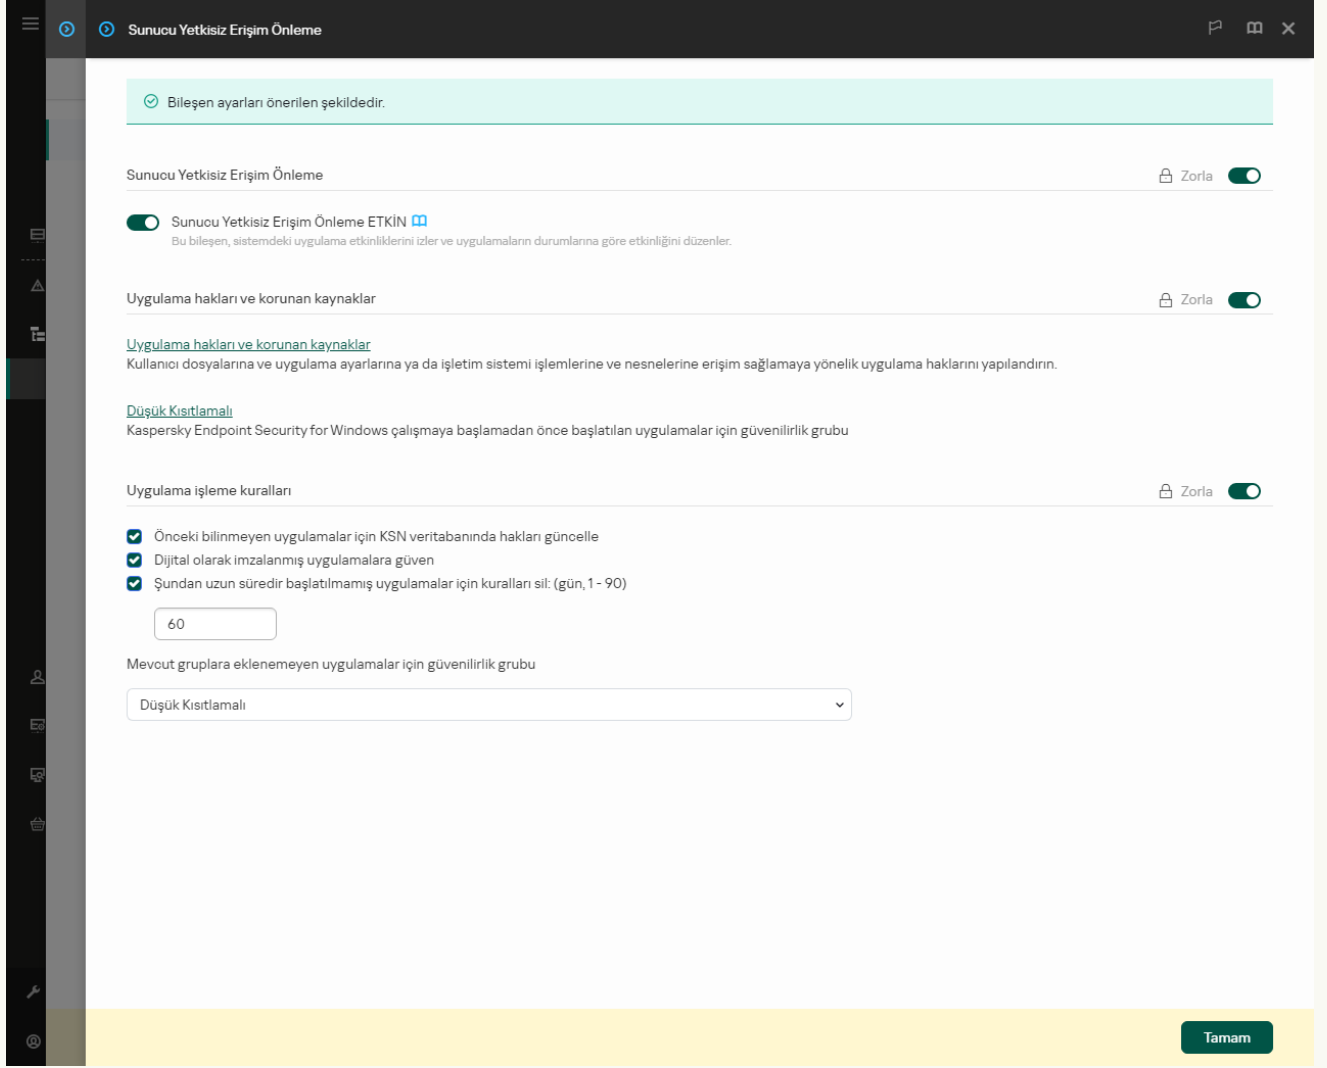 Sunucu Yetkisiz Erişim Önleme
Bileşen ayarları önerilen şekildedir.
Sunucu Yetkisiz Erişim Önleme
Zorla
Sunucu Yetkisiz Erişim Önleme ETKİN
Bu bileşen, sistemdeki uygulama etkinliklerini izler ve uygulamaların durumlarına göre etkinliğini düzenler.
Uygulama hakları ve korunan kaynaklar
Zorla
Uygulama hakları ve korunan kaynaklar
Kullanıcı dosyalarına ve uygulama ayarlarına ya da işletim sistemi işlemlerine ve nesnelerine erişim sağlamaya yönelik uygulama haklarını yapılandırın.
Düşük Kısıtlamalı
Kaspersky Endpoint Security for Windows çalışmaya başlamadan önce başlatılan uygulamalar için güvenilirlik grubu
Uygulama işleme kuralları
Zorla
Önceki bilinmeyen uygulamalar için KSN veritabanında hakları güncelle
Dijital olarak imzalanmış uygulamalara güven
Şundan uzun süredir başlatılmamış uygulamalar için kuralları sil: (gün, 1 - 90)
60
Mevcut gruplara eklenemeyen uygulamalar için güvenilirlik grubu
Düşük Kısıtlamalı
Tamam